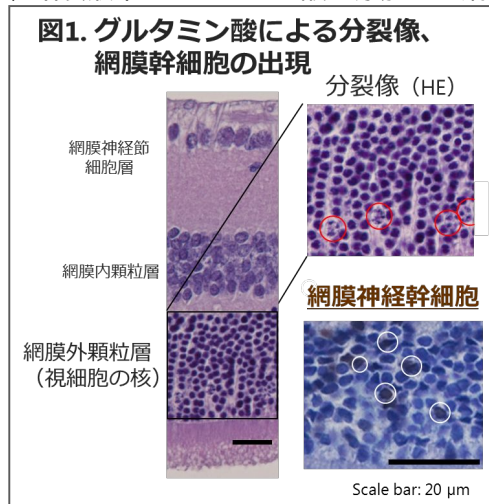 図1. グルタミン酸による分裂像、
網膜幹細胞の出現
分裂像（HE）
網膜神経節
細胞層
網膜内顆粒層
網膜神経幹細胞
網膜外顆粒層
（視細胞の核）
Scale bar: 20 μm